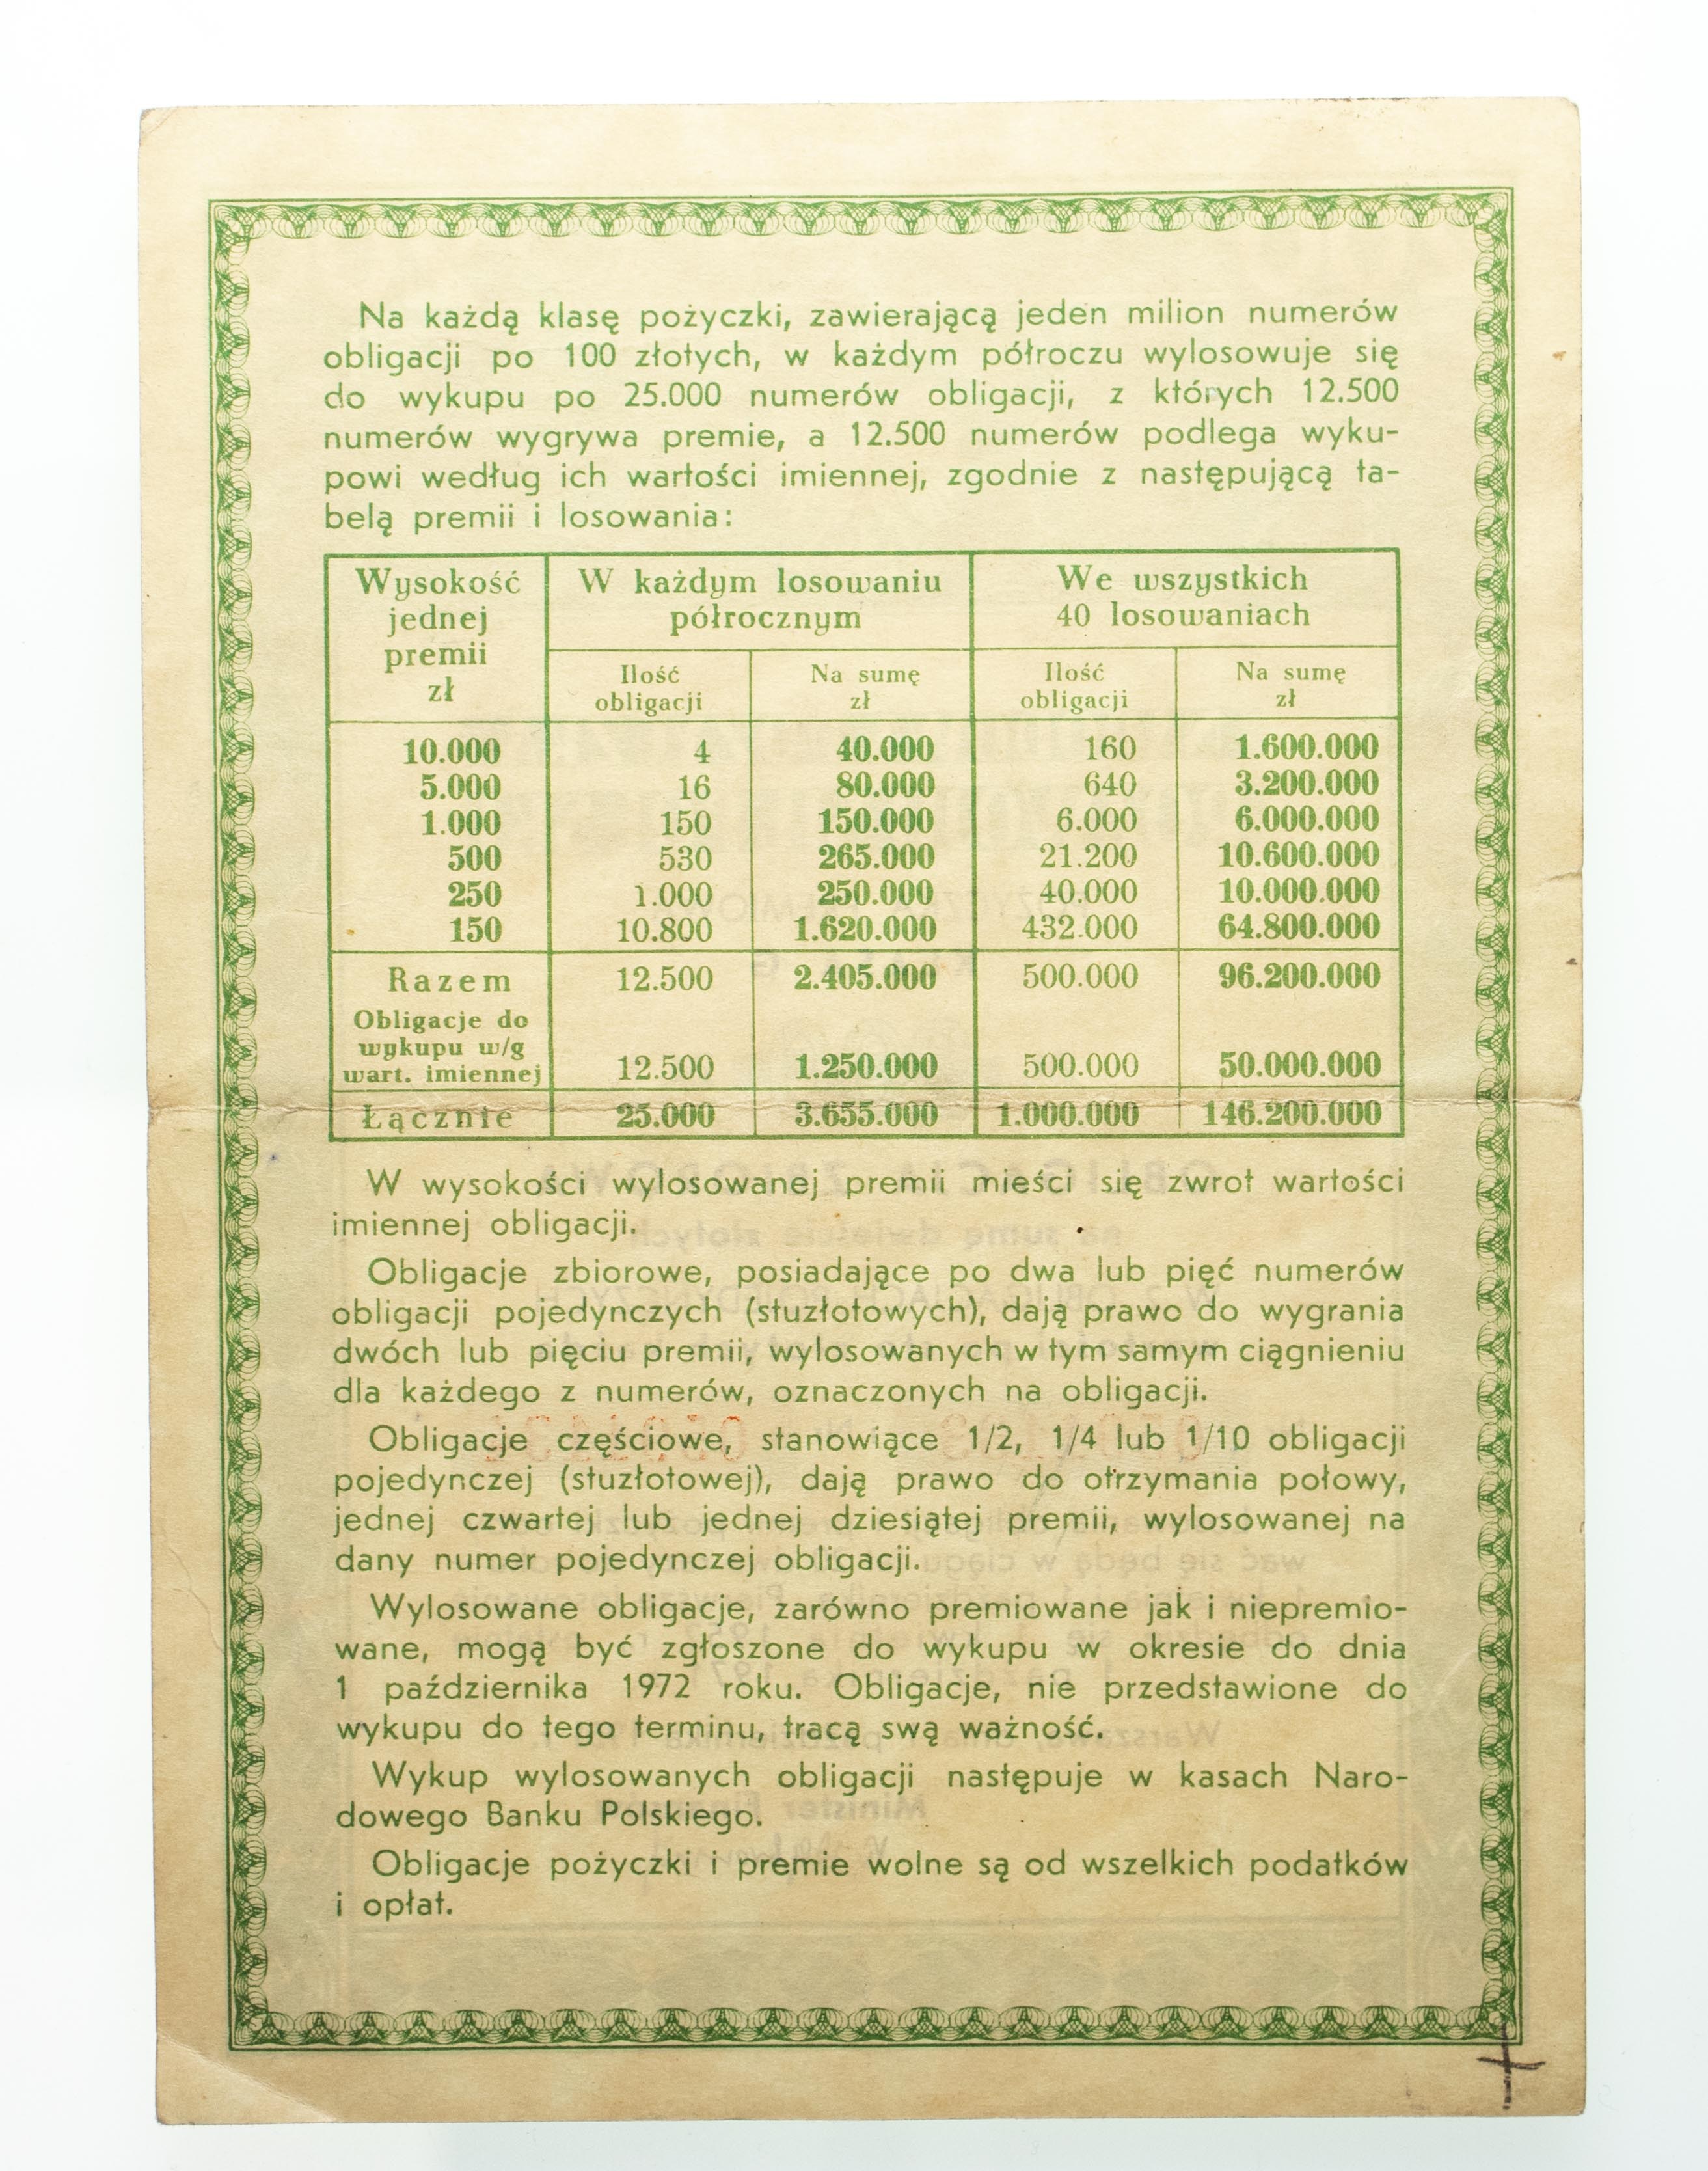 Na każdą klasę pożyczki, zawierającą jeden milion numerów
obligacji po 100 złotych, w każdym półroczu wylosowuje się
do wykupu po 25.000 numerów obligacji, z których 12.500
numerów wygrywa premie, a 12.500 numerów podlega wyku-
powi według ich wartości imiennej, zgodnie z następującą ta-
belą premii i losowania:
Wysokość jednej premii zł | W każdym losowaniu półrocznym | We wszystkich 40 losowaniach
Ilość obligacji | Na sumę zł | Ilość obligacji | Na sumę zł
10.000 4 40.000 160 1.600.000
5.000 16 80.000 640 3.200.000
1.000 150 150.000 6.000 6.000.000
500 530 265.000 21.200 10.600.000
250 1.000 250.000 40.000 10.000.000
150 10.800 1.620.000 432.000 64.800.000
Razem 12.500 2.405.000 500.000 96.200.000
Obligacje do
wykupu w/g
wart. imiennej 12.500 1.250.000 500.000 50.000.000
Łącznie 25.000 3.655.000 1.000.000 146.200.000
W wysokości wylosowanej premii mieści się zwrot wartości
imiennej obligacji.
Obligacje zbiorowe, posiadające po dwa lub pięć numerów
obligacji pojedynczych (stuzłotowych), dają prawo do wygrania
dwóch lub pięciu premii, wylosowanych w tym samym ciągnieniu
dla każdego z numerów, oznaczonych na obligacji.
Obligacje częściowe, stanowiące 1/2, 1/4 lub 1/10 obligacji
pojedynczej (stuzłotowej), dają prawo do otrzymania połowy,
jednej czwartej lub jednej dziesiątej premii, wylosowanej na
dany numer pojedynczej obligacji.
Wylosowane obligacje, zarówno premiowane jak i niepremio-
wane, mogą być zgłoszone do wykupu w okresie do dnia
1 października 1972 roku. Obligacje, nie przedstawione do
wykupu do tego terminu, tracą swą ważność.
Wykup wylosowanych obligacji następuje w kasach Naro-
dowego Banku Polskiego.
Obligacje pożyczki i premie wolne są od wszelkich podatków
i opłat.